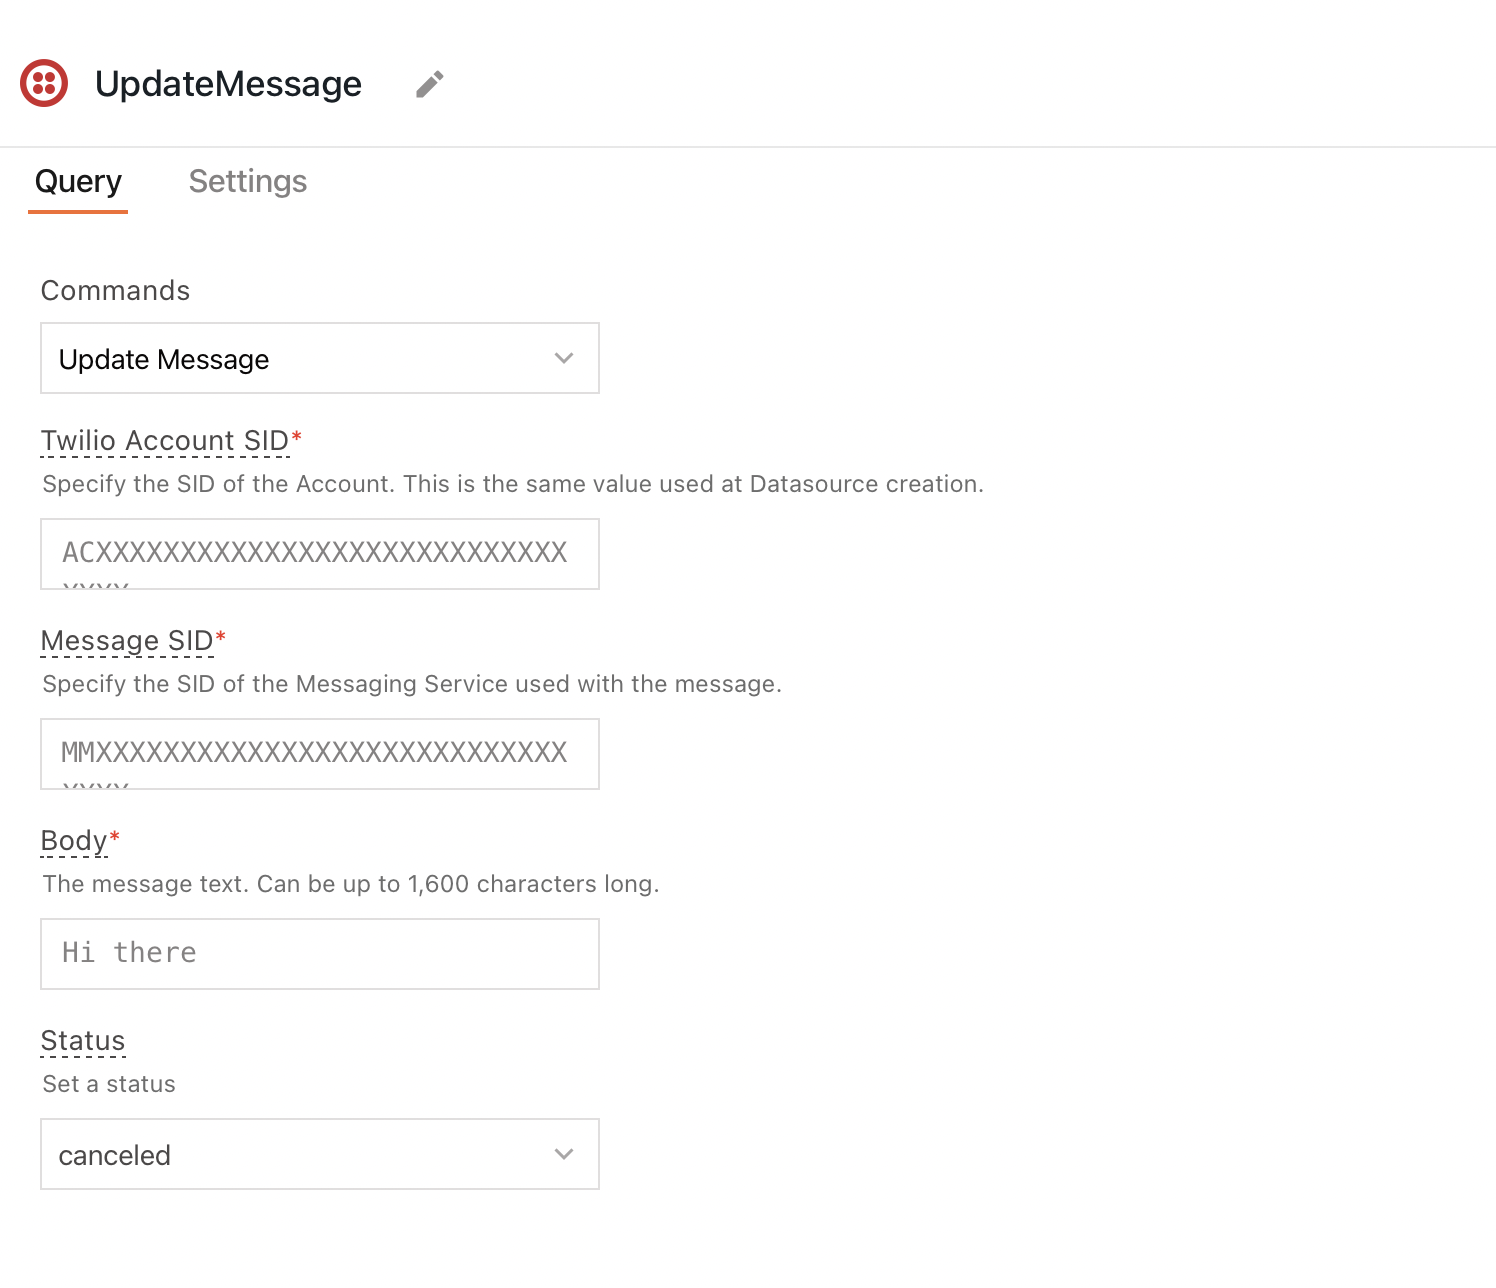 UpdateMessage
Query Settings
Commands
Update Message
Twilio Account SID*
Specify the SID of the Account. This is the same value used at Datasource creation.
ACXXXXXXXXXXXXXXXXXXXXXXXXXXXX
XXXX
Message SID*
Specify the SID of the Messaging Service used with the message.
MMXXXXXXXXXXXXXXXXXXXXXXXXXXXX
XXXX
Body*
The message text. Can be up to 1,600 characters long.
Hi there
Status
Set a status
canceled